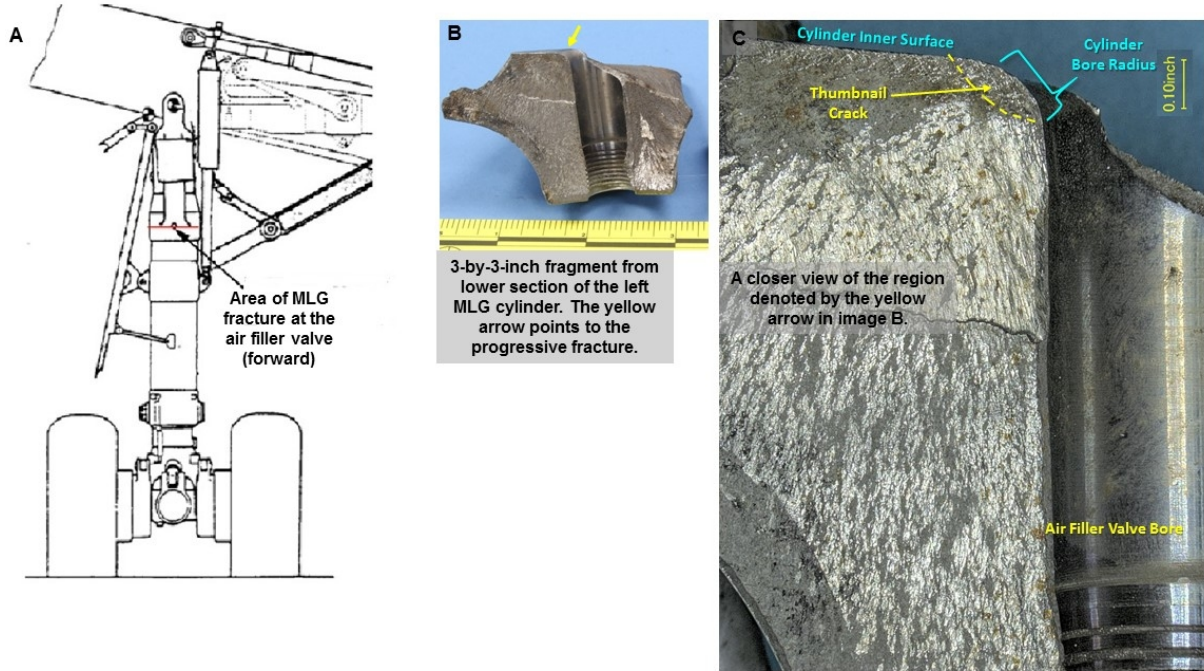 A
Area of MLG
fracture at the
air filler valve
(forward)
B
3-by-3-inch fragment from
lower section of the left
MLG cylinder. The yellow
arrow points to the
progressive fracture.
C
Cylinder Inner Surface
Cylinder
Bore Radius
Thumbnail
Crack
0.10inch
A closer view of the region
denoted by the yellow
arrow in image B.
Air Filler Valve Bore